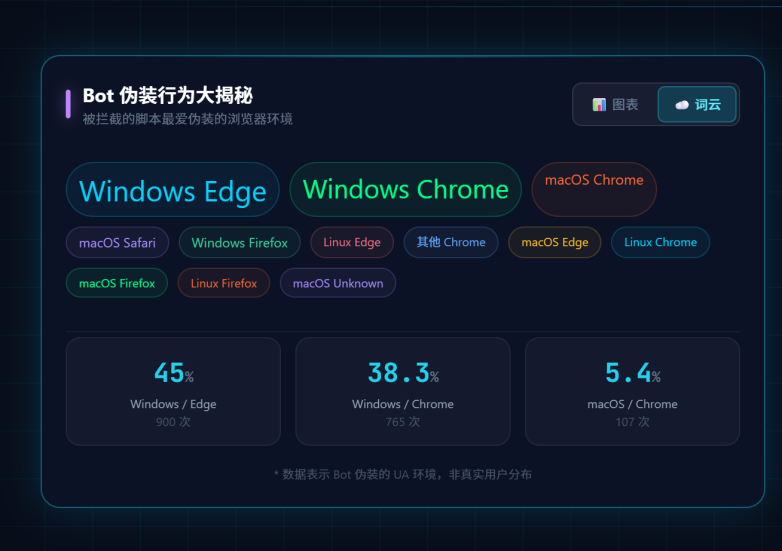 Bot 伪装行为大揭秘
被拦截的脚本最爱伪装的浏览器环境
📊 图表
☁️ 词云
Windows Edge Windows Chrome macOS Chrome
macOS Safari Windows Firefox Linux Edge 其他 Chrome macOS Edge Linux Chrome
macOS Firefox Linux Firefox macOS Unknown
45% 38.3% 5.4%
Windows / Edge Windows / Chrome macOS / Chrome
900 次 765 次 107 次
* 数据表示 Bot 伪装的 UA 环境，非真实用户分布